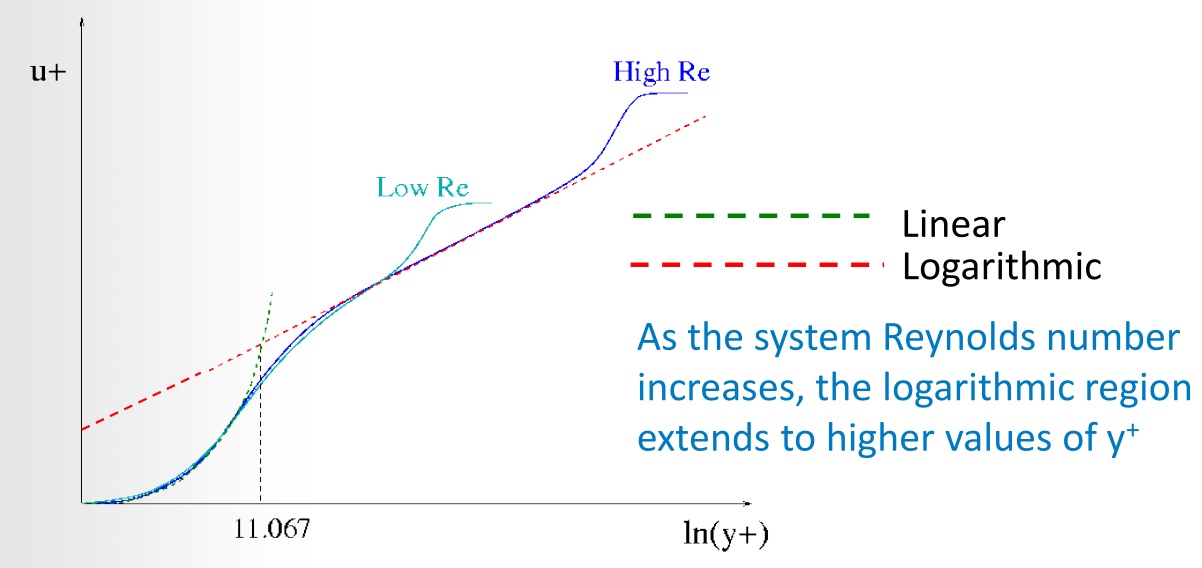 u+
High Re
Low Re
Linear
Logarithmic
As the system Reynolds number
increases, the logarithmic region
extends to higher values of y⁺
11.067
ln(y+)